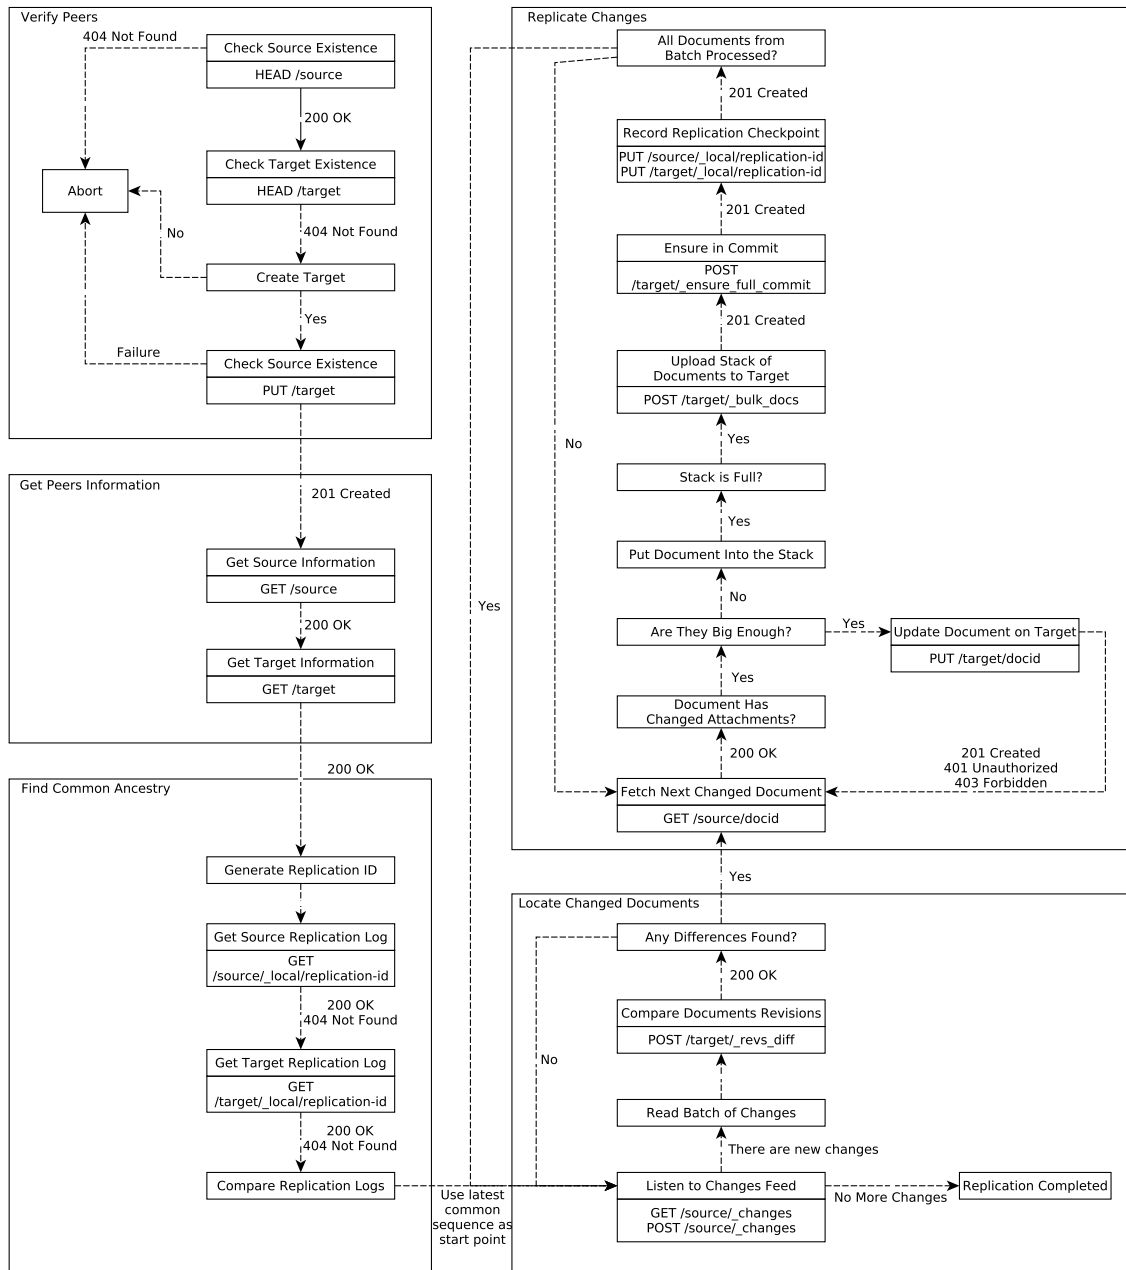 Verify Peers
404 Not Found
Check Source Existence
HEAD /source
200 OK
Check Target Existence
HEAD /target
Abort
404 Not Found
No
Create Target
Yes
Failure
Check Source Existence
PUT /target
Get Peers Information
201 Created
Get Source Information
GET /source
200 OK
Get Target Information
GET /target
200 OK
Find Common Ancestry
Generate Replication ID
Get Source Replication Log
GET
/source/_local/replication-id
200 OK
404 Not Found
Get Target Replication Log
GET
/target/_local/replication-id
200 OK
404 Not Found
Compare Replication Logs
Use latest
common
sequence as
start point
Replicate Changes
All Documents from
Batch Processed?
201 Created
Record Replication Checkpoint
PUT /source/_local/replication-id
PUT /target/_local/replication-id
201 Created
Ensure in Commit
POST
/target/_ensure_full_commit
201 Created
Upload Stack of
Documents to Target
POST /target/_bulk_docs
No
Yes
Stack is Full?
Yes
Put Document Into the Stack
No
Yes
Are They Big Enough?
Yes
Update Document on Target
PUT /target/docid
Yes
Document Has
Changed Attachments?
200 OK
201 Created
401 Unauthorized
403 Forbidden
Fetch Next Changed Document
GET /source/docid
Yes
Locate Changed Documents
Any Differences Found?
200 OK
Compare Documents Revisions
POST /target/_revs_diff
No
Read Batch of Changes
There are new changes
Listen to Changes Feed
GET /source/_changes
POST /source/_changes
No More Changes
Replication Completed